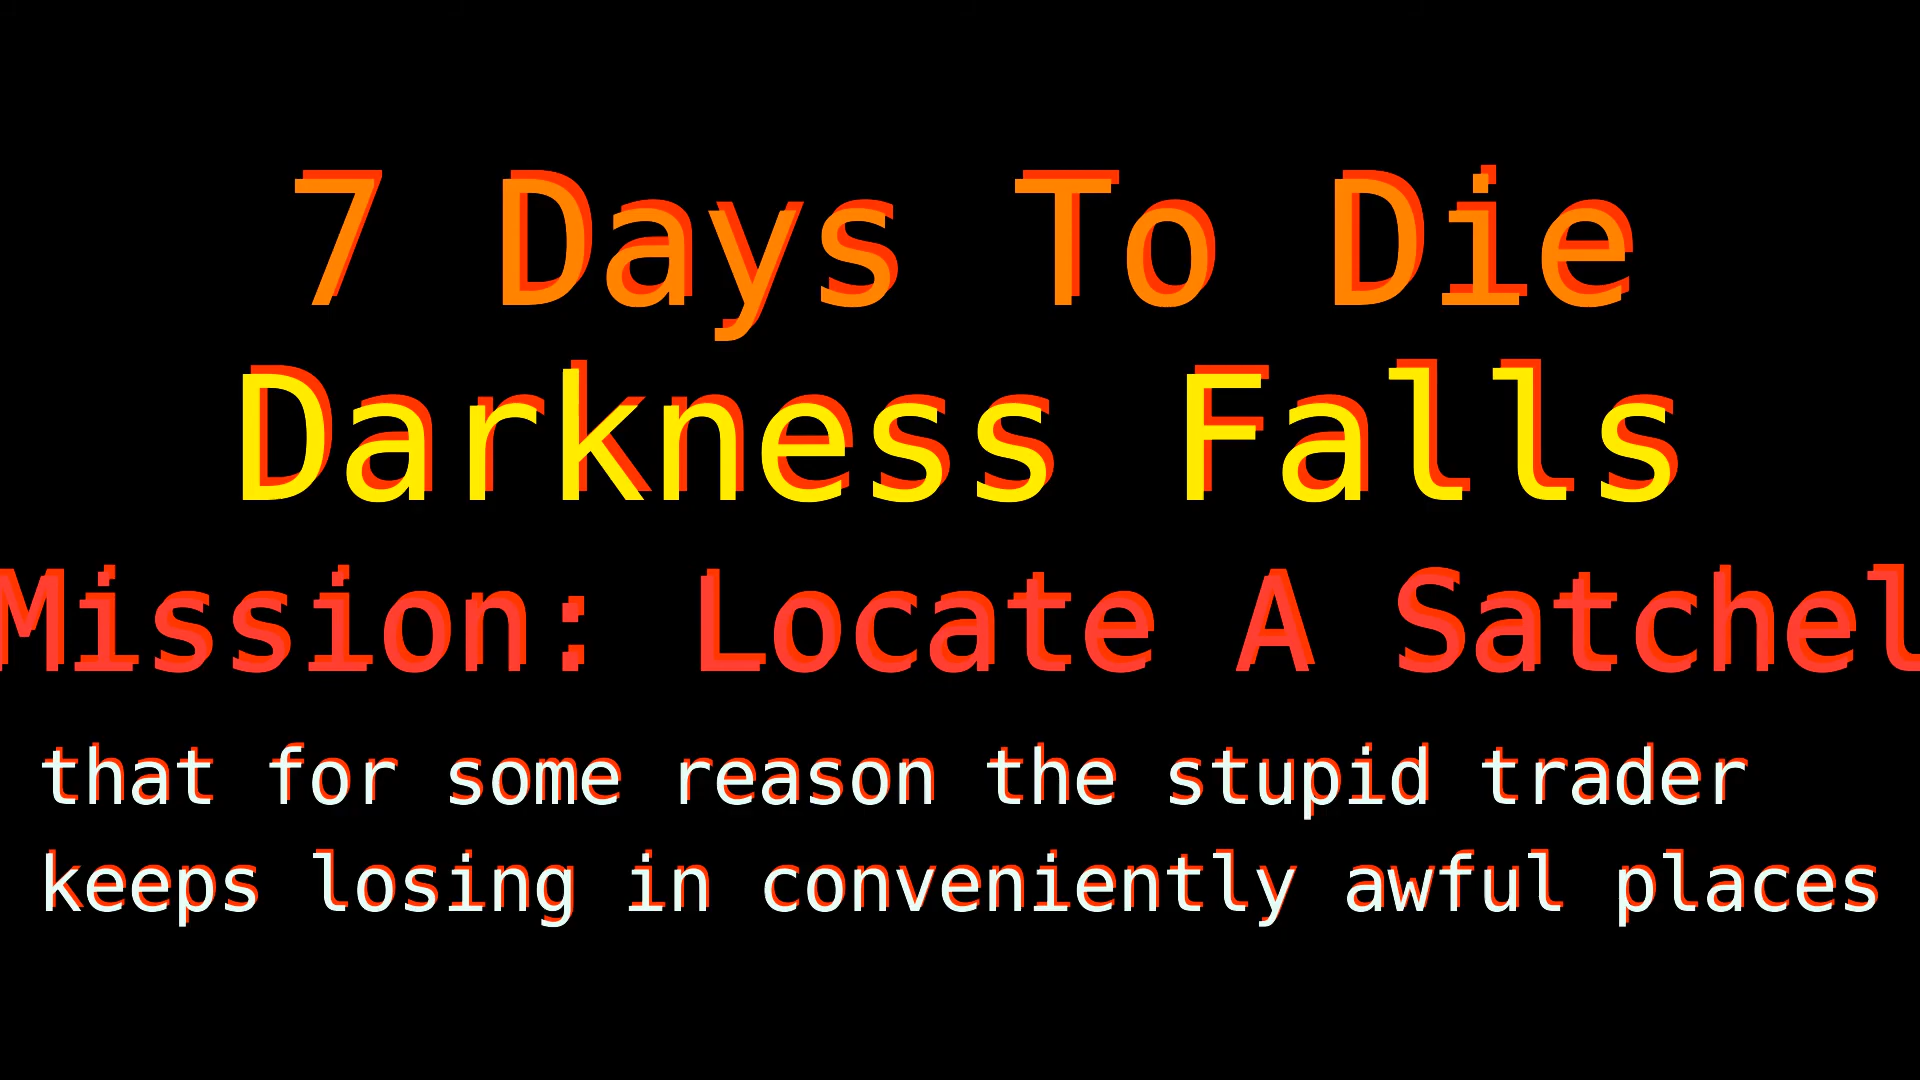 7 Days To Die
Darkness Falls
Mission: Locate A Satchel
that for some reason the stupid trader
keeps losing in conveniently awful places